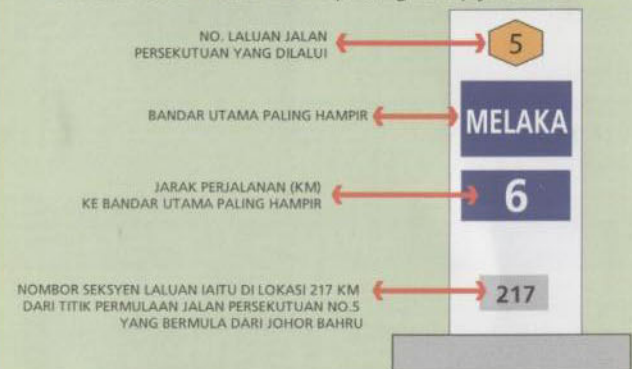 NO. LALUAN JALAN
PERSEKUTUAN YANG DILALUI
5
BANDAR UTAMA PALING HAMPIR
MELAKA
JARAK PERJALANAN (KM)
KE BANDAR UTAMA PALING HAMPIR
6
NOMBOR SEKSYEN LALUAN IAITU DI LOKASI 217 KM
DARI TITIK PERMULAAN JALAN PERSEKUTUAN NO.5
YANG BERMULA DARI JOHOR BAHRU
217